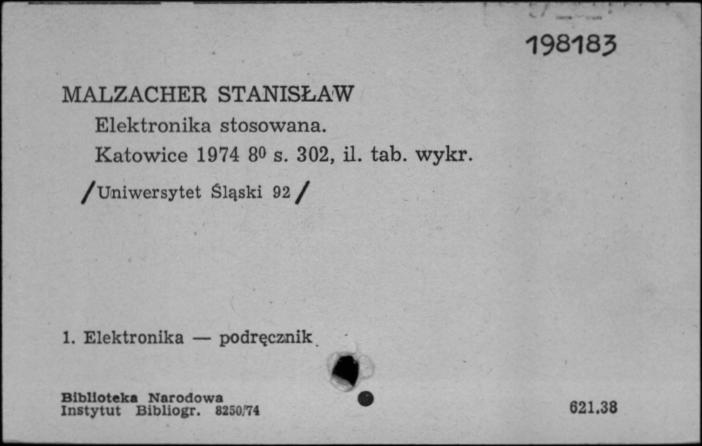 198183
MALZACHER STANISŁAW
Elektronika stosowana.
Katowice 1974 8⁰ s. 302, il. tab. wykr.
/Uniwersytet Śląski 92/
1. Elektronika — podręcznik.
Biblioteka Narodowa
Instytut Bibliogr. 8250/74
621.38